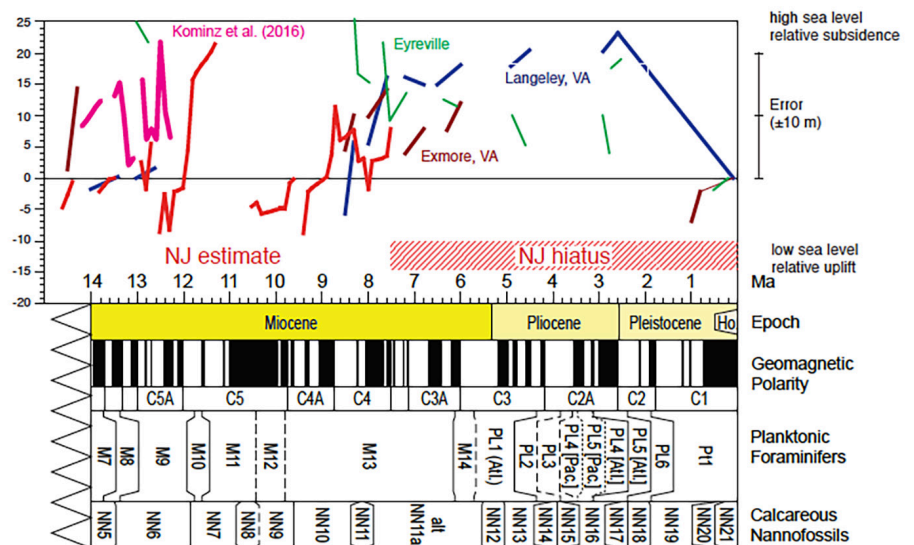 25
20
15
10
5
0
-5
-10
-15
-20
Kominz et al. (2016)
Eyreville
Langeley, VA
Exmore, VA
high sea level
relative subsidence
Error
(±10 m)
NJ estimate
NJ hiatus
low sea level
relative uplift
14 13 12 11 10 9 8 7 6 5 4 3 2 1 Ma
Miocene Pliocene Pleistocene Ho Epoch
Geomagnetic
Polarity
C5A C5 C4A C4 C3A C3 C2A C2 C1
M7 M8 M9 M10 M11 M12 M13 M14 PL1 (Atl.) PL2 PL3 PL4 [Pac.] PL5 [Pac.] PL4 [Atl.] PL5 [Atl.] PL6 Pt1
Planktonic
Foraminifers
NN5 NN6 NN7 NN8 NN9 NN10 NN11 alt NN11a NN12 NN13 NN14 NN15 NN16 NN17 NN18 NN19 NN20 NN21
Calcareous
Nannofossils